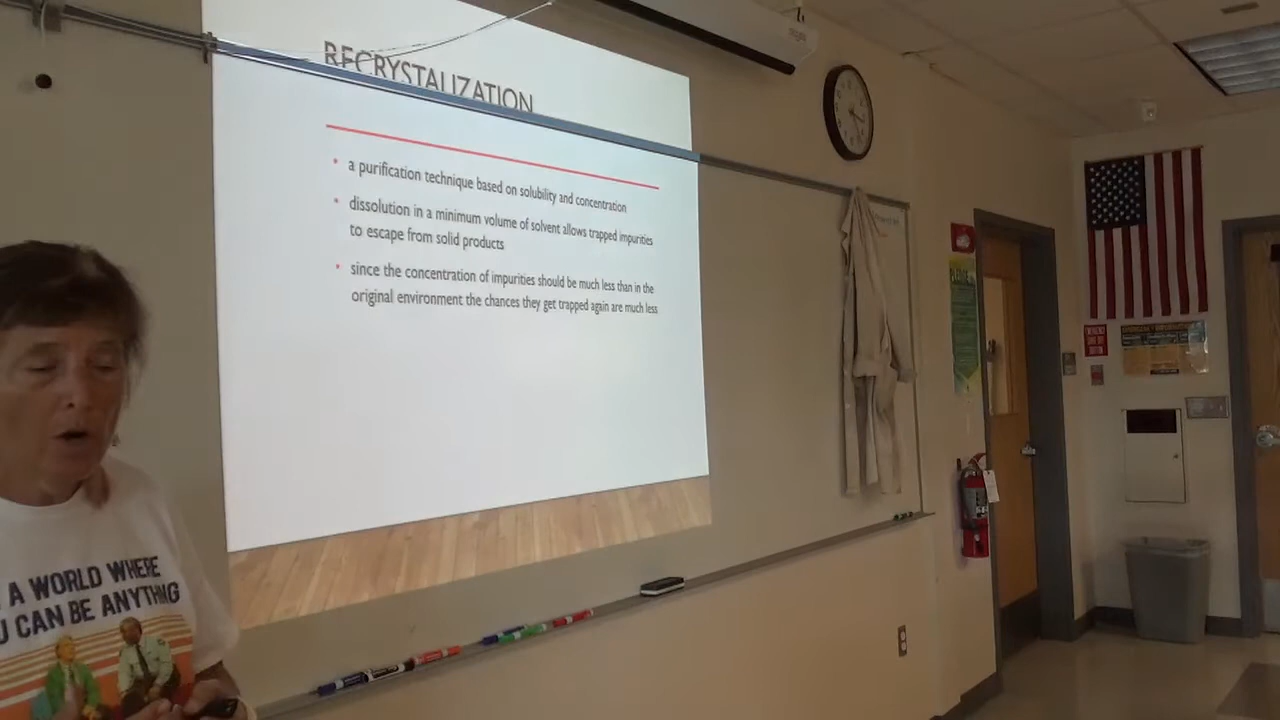 RECRYSTALIZATION
• a purification technique based on solubility and concentration
• dissolution in a minimum volume of solvent allows trapped impurities
to escape from solid products
• since the concentration of impurities should be much less than in the
original environment the chances they get trapped again are much less
A WORLD WHERE
U CAN BE ANYTHING
PLEASE